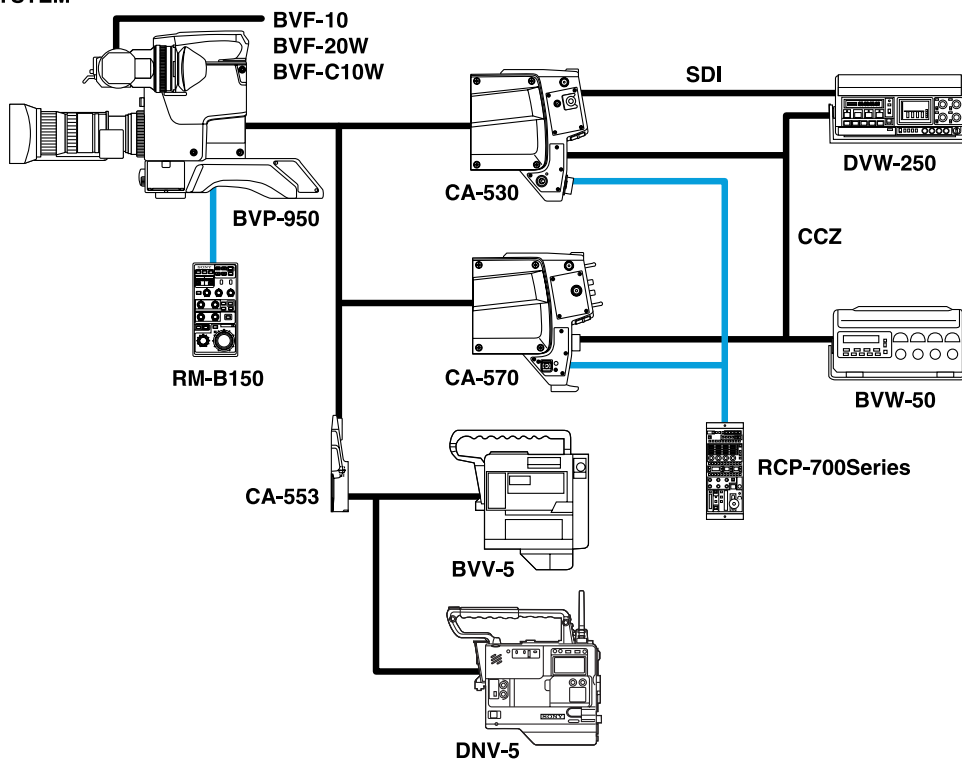 BVF-10
BVF-20W
BVF-C10W
SDI
DVW-250
CA-530
BVP-950
CCZ
RM-B150
CA-570
BVW-50
RCP-700Series
CA-553
BVV-5
SONY
DNV-5